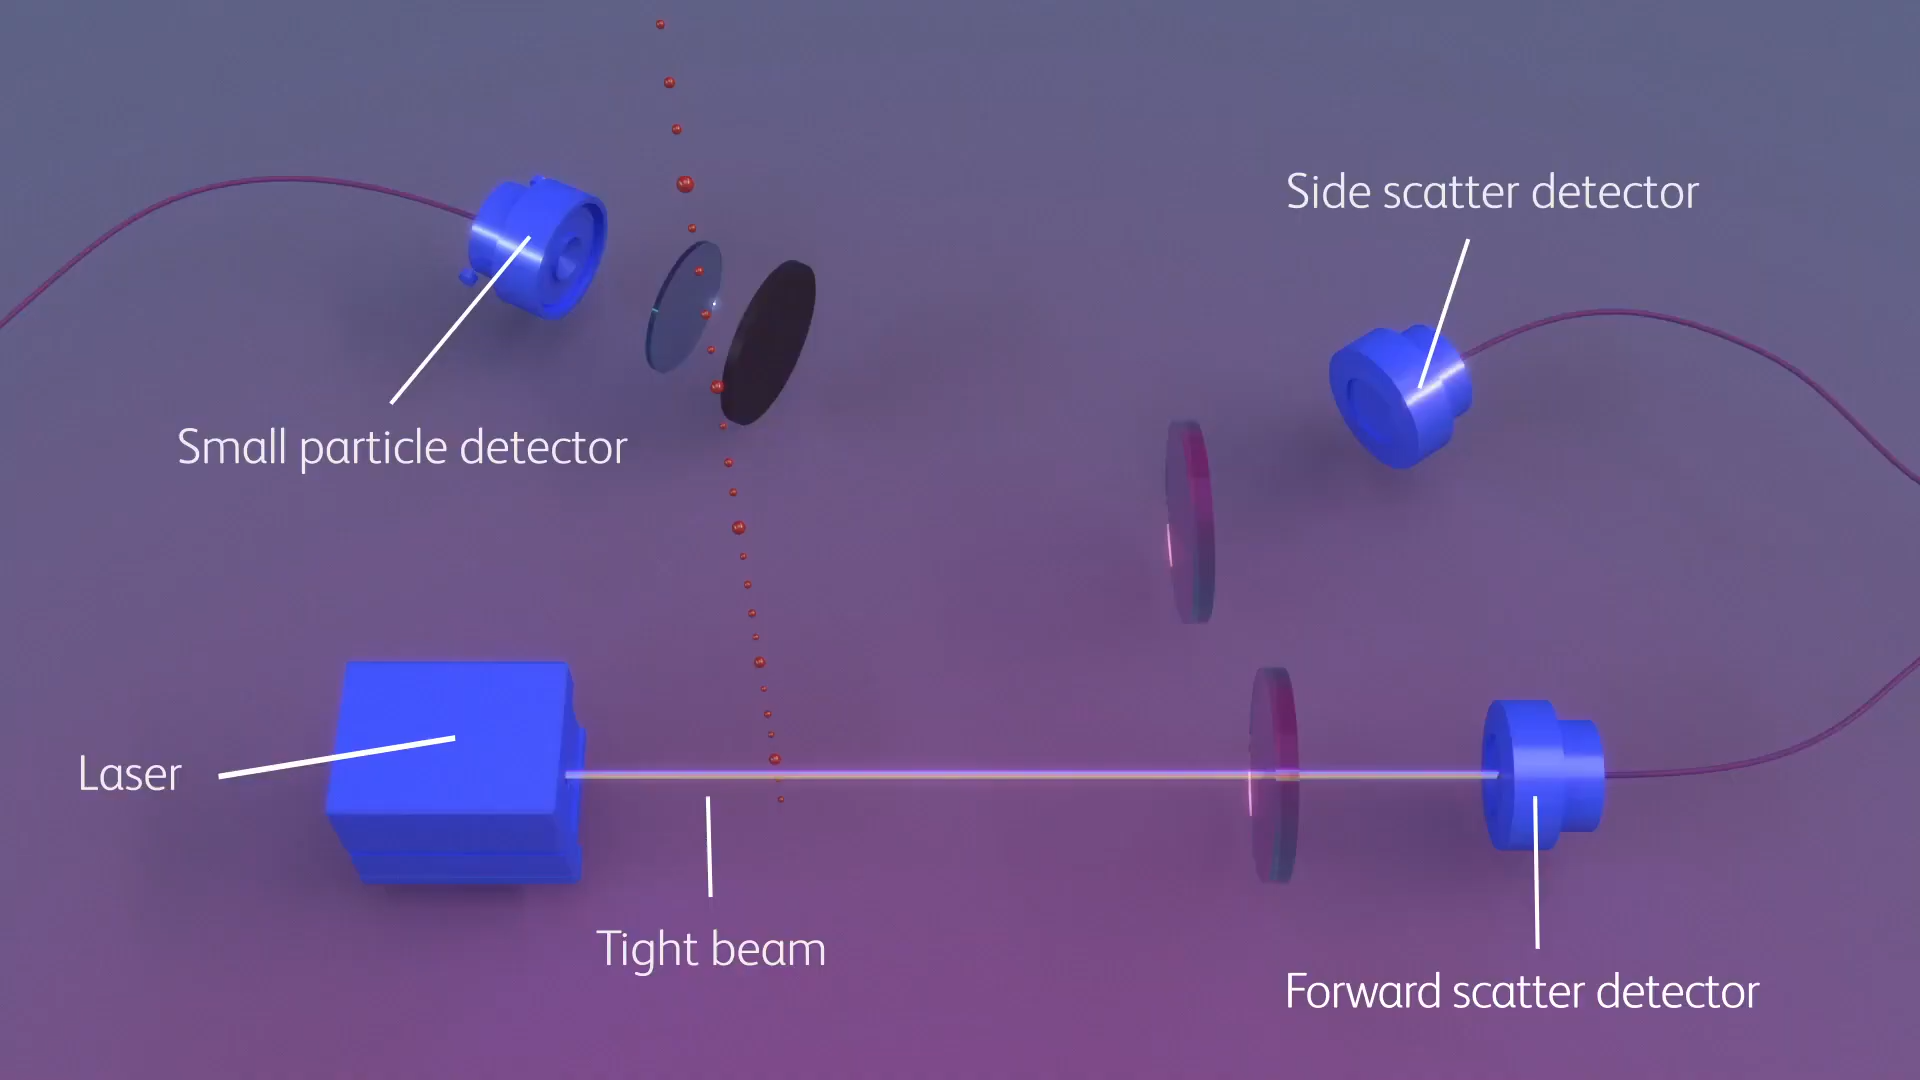 Side scatter detector
Small particle detector
Laser
Tight beam
Forward scatter detector